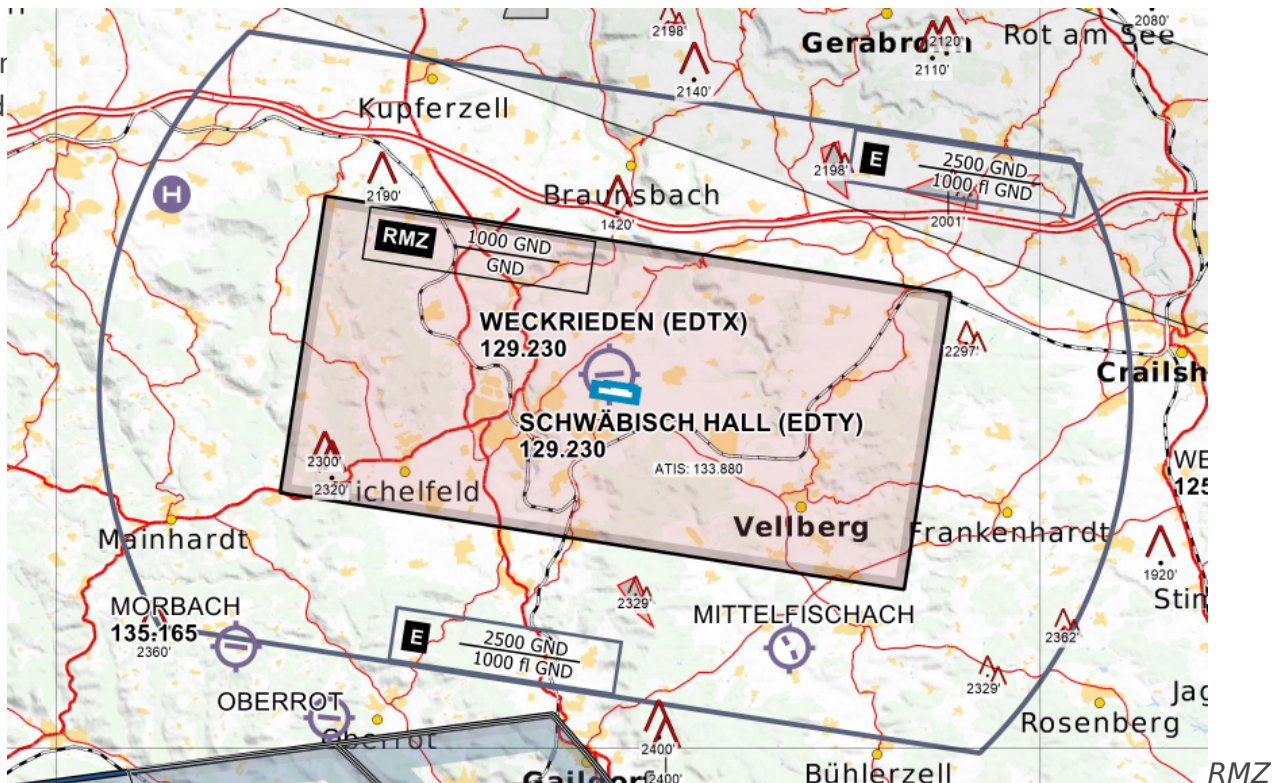 2198'
Gerabronn
2120'
2110'
Rot am See
2080'
2140'
Kupferzell
2190'
Braunsbach
1420'
2198'
E
2500 GND
1000 fl GND
2001'
H
RMZ
1000 GND
GND
WECKRIEDEN (EDTX)
129.230
2297'
Crailsh
SCHWÄBISCH HALL (EDTY)
129.230
ATIS: 133.880
2300'
2320'
ichelfeld
WE
125
Vellberg
Frankenhardt
Mainhardt
1920'
Stin
2329'
MORBACH
135.165
2360'
MITTELFISCHACH
2362'
E
2500 GND
1000 fl GND
2329'
OBERROT
Oberrot
Jag
Rosenberg
2400'
2400'
Gaildorf
Bühlerzell
RMZ